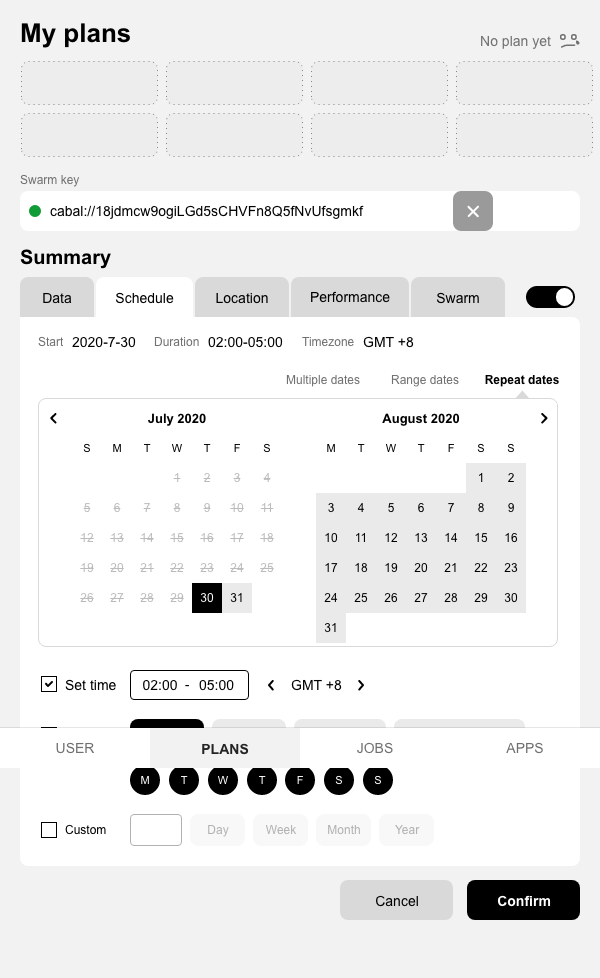 My plans
No plan yet
Swarm key
cabal://18jdmcw9ogiLGd5sCHVFn8Q5fNvUfsgmkf
Summary
Data Schedule Location Performance Swarm
Start 2020-7-30 Duration 02:00-05:00 Timezone GMT +8
Multiple dates Range dates Repeat dates
July 2020 August 2020
S M T W T F S M T W T F S S
1 2 3 4 1 2
5 6 7 8 9 10 11 3 4 5 6 7 8 9
12 13 14 15 16 17 18 10 11 12 13 14 15 16
19 20 21 22 23 24 25 17 18 19 20 21 22 23
26 27 28 29 30 31 24 25 26 27 28 29 30
31
Set time 02:00 - 05:00 GMT +8
USER PLANS JOBS APPS
M T W T F S S
Custom Day Week Month Year
Cancel Confirm